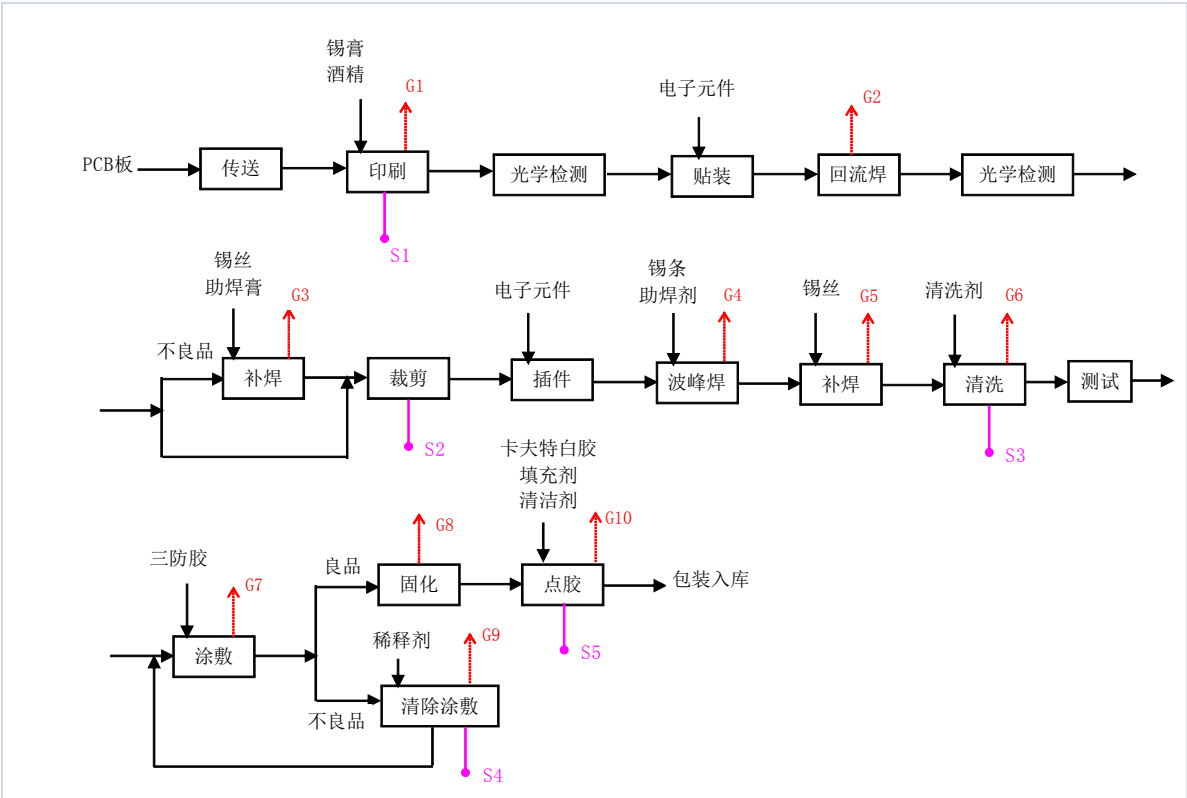 锡膏
酒精
G1
电子元件
G2
PCB板
传送
印刷
光学检测
贴装
回流焊
光学检测
S1
锡丝
助焊膏
G3
电子元件
锡条
助焊剂
G4
锡丝
G5
清洗剂
G6
不良品
补焊
裁剪
插件
波峰焊
补焊
清洗
测试
S2
S3
卡夫特白胶
填充剂
清洁剂
G8
G10
三防胶
G7
良品
固化
点胶
包装入库
涂敷
稀释剂
G9
S5
不良品
清除涂敷
S4